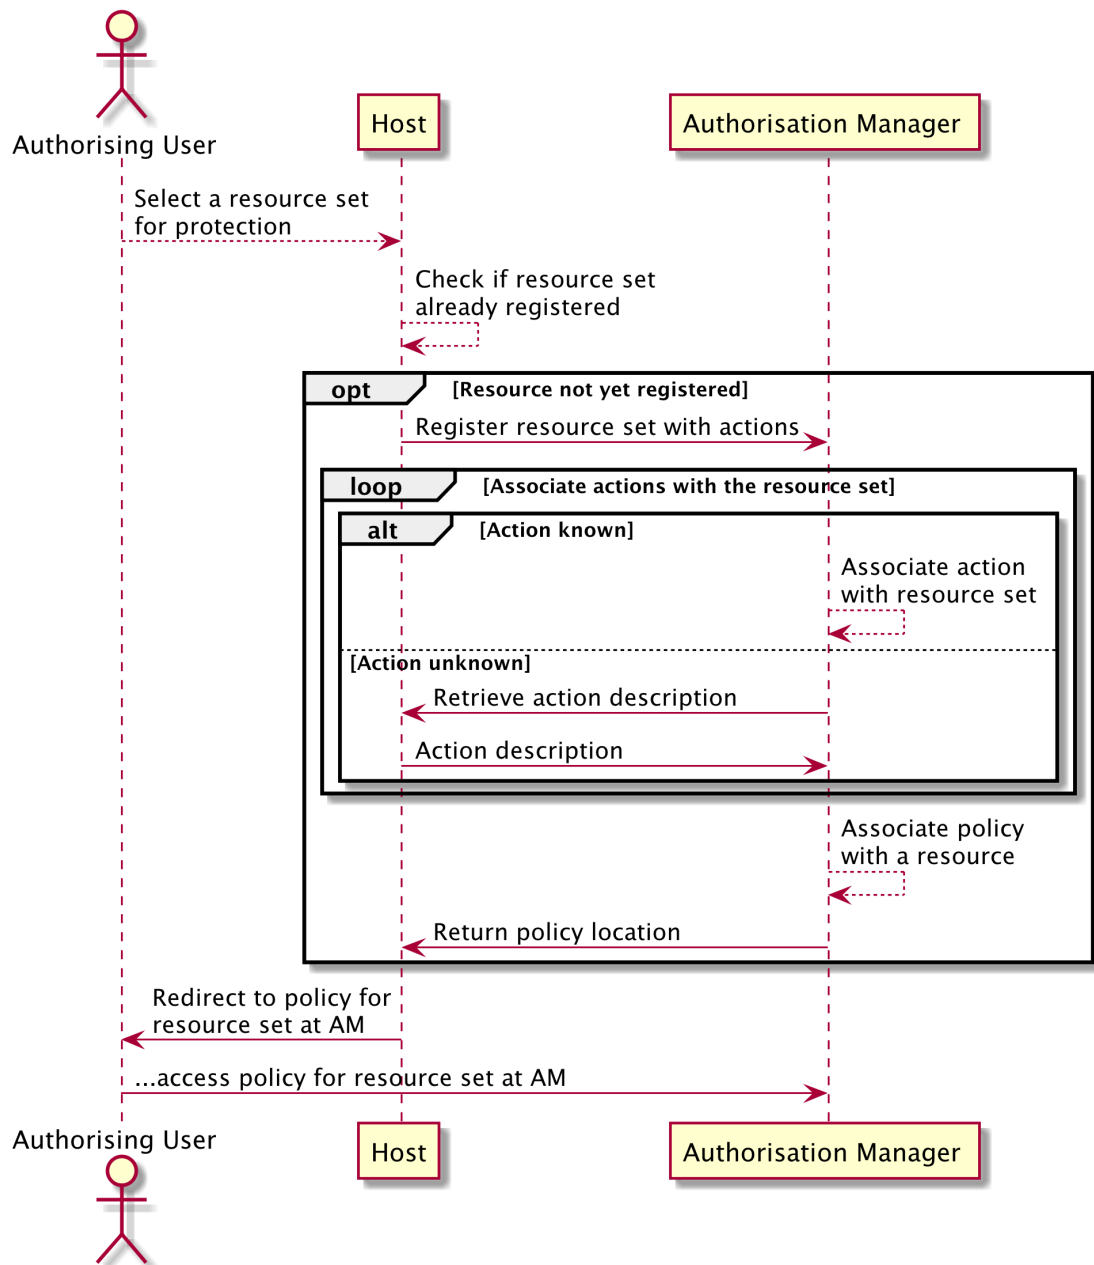 Authorising User
Host
Authorisation Manager
Select a resource set
for protection
Check if resource set
already registered
opt
[Resource not yet registered]
Register resource set with actions
loop
[Associate actions with the resource set]
alt
[Action known]
Associate action
with resource set
[Action unknown]
Retrieve action description
Action description
Associate policy
with a resource
Return policy location
Redirect to policy for
resource set at AM
...access policy for resource set at AM
Authorising User
Host
Authorisation Manager